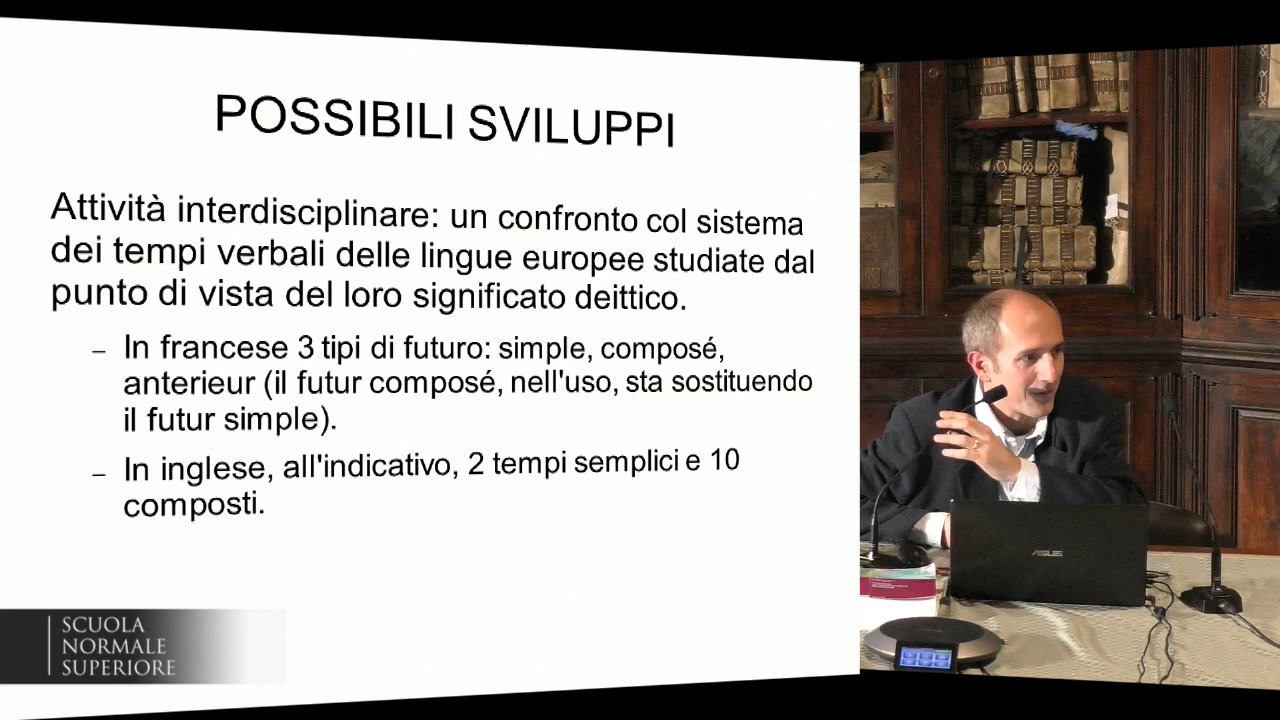 POSSIBILI SVILUPPI
Attività interdisciplinare: un confronto col sistema
dei tempi verbali delle lingue europee studiate dal
punto di vista del loro significato deittico.
– In francese 3 tipi di futuro: simple, composé,
anterieur (il futur composé, nell'uso, sta sostituendo
il futur simple).
– In inglese, all'indicativo, 2 tempi semplici e 10
composti.
SCUOLA
NORMALE
SUPERIORE
ASUS